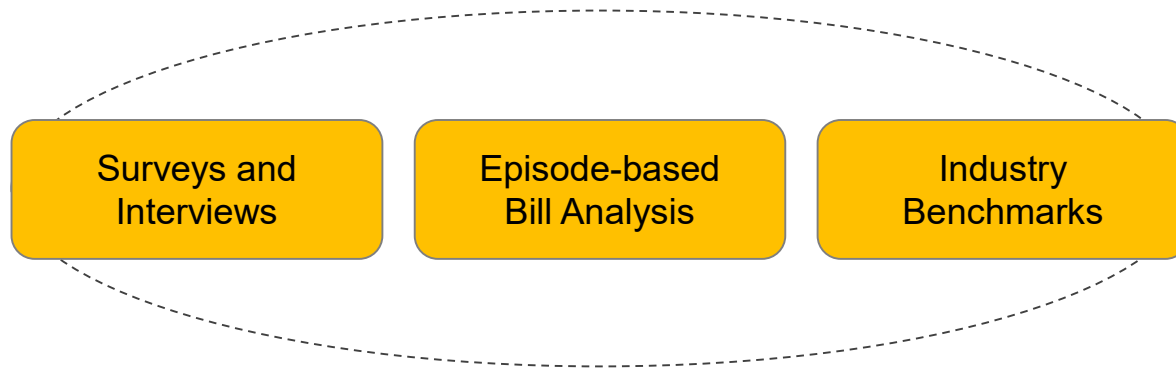 Surveys and
Interviews
Episode-based
Bill Analysis
Industry
Benchmarks